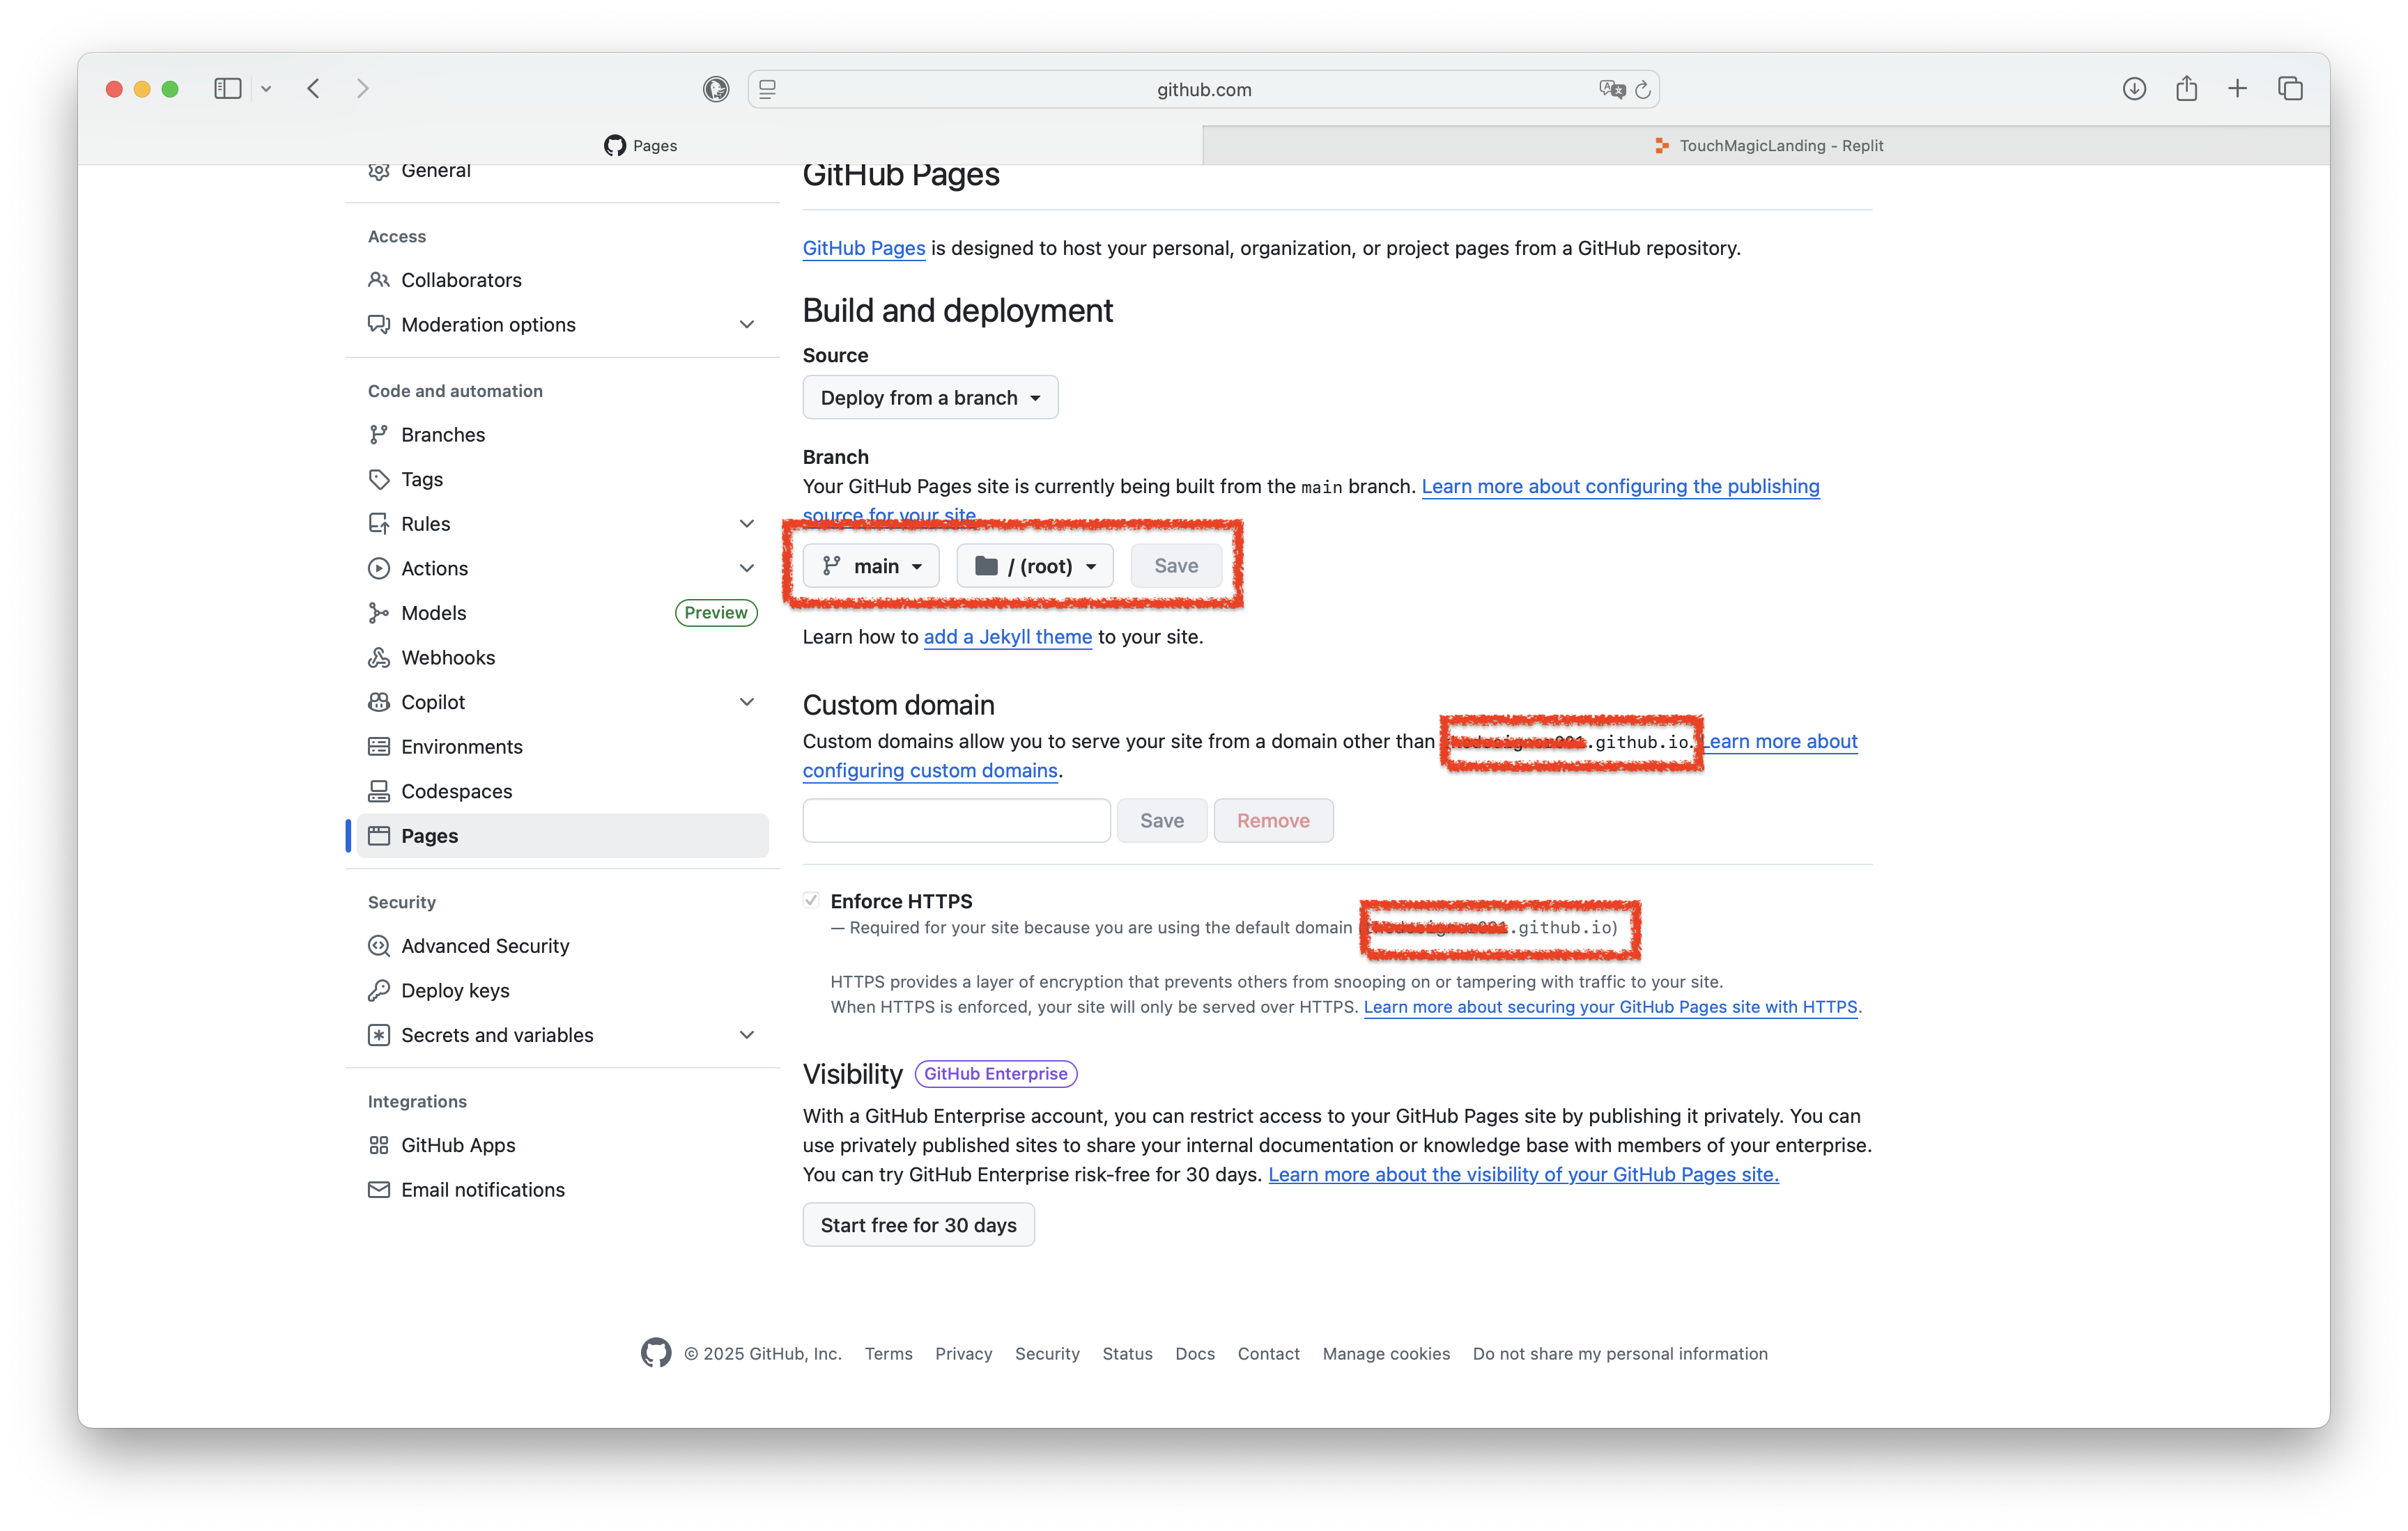 github.com
Pages
TouchMagicLanding - Replit
General
Access
Collaborators
Moderation options
Code and automation
Branches
Tags
Rules
Actions
Models
Preview
Webhooks
Copilot
Environments
Codespaces
Pages
Security
Advanced Security
Deploy keys
Secrets and variables
Integrations
GitHub Apps
Email notifications
GitHub Pages
GitHub Pages is designed to host your personal, organization, or project pages from a GitHub repository.
Build and deployment
Source
Deploy from a branch
Branch
Your GitHub Pages site is currently being built from the main branch. Learn more about configuring the publishing
source for your site
main
/ (root)
Save
Learn how to add a Jekyll theme to your site.
Custom domain
Custom domains allow you to serve your site from a domain other than .github.io. Learn more about
configuring custom domains.
Save
Remove
Enforce HTTPS
— Required for your site because you are using the default domain .github.io)
HTTPS provides a layer of encryption that prevents others from snooping on or tampering with traffic to your site.
When HTTPS is enforced, your site will only be served over HTTPS. Learn more about securing your GitHub Pages site with HTTPS.
Visibility
GitHub Enterprise
With a GitHub Enterprise account, you can restrict access to your GitHub Pages site by publishing it privately. You can
use privately published sites to share your internal documentation or knowledge base with members of your enterprise.
You can try GitHub Enterprise risk-free for 30 days. Learn more about the visibility of your GitHub Pages site.
Start free for 30 days
© 2025 GitHub, Inc.
Terms
Privacy
Security
Status
Docs
Contact
Manage cookies
Do not share my personal information